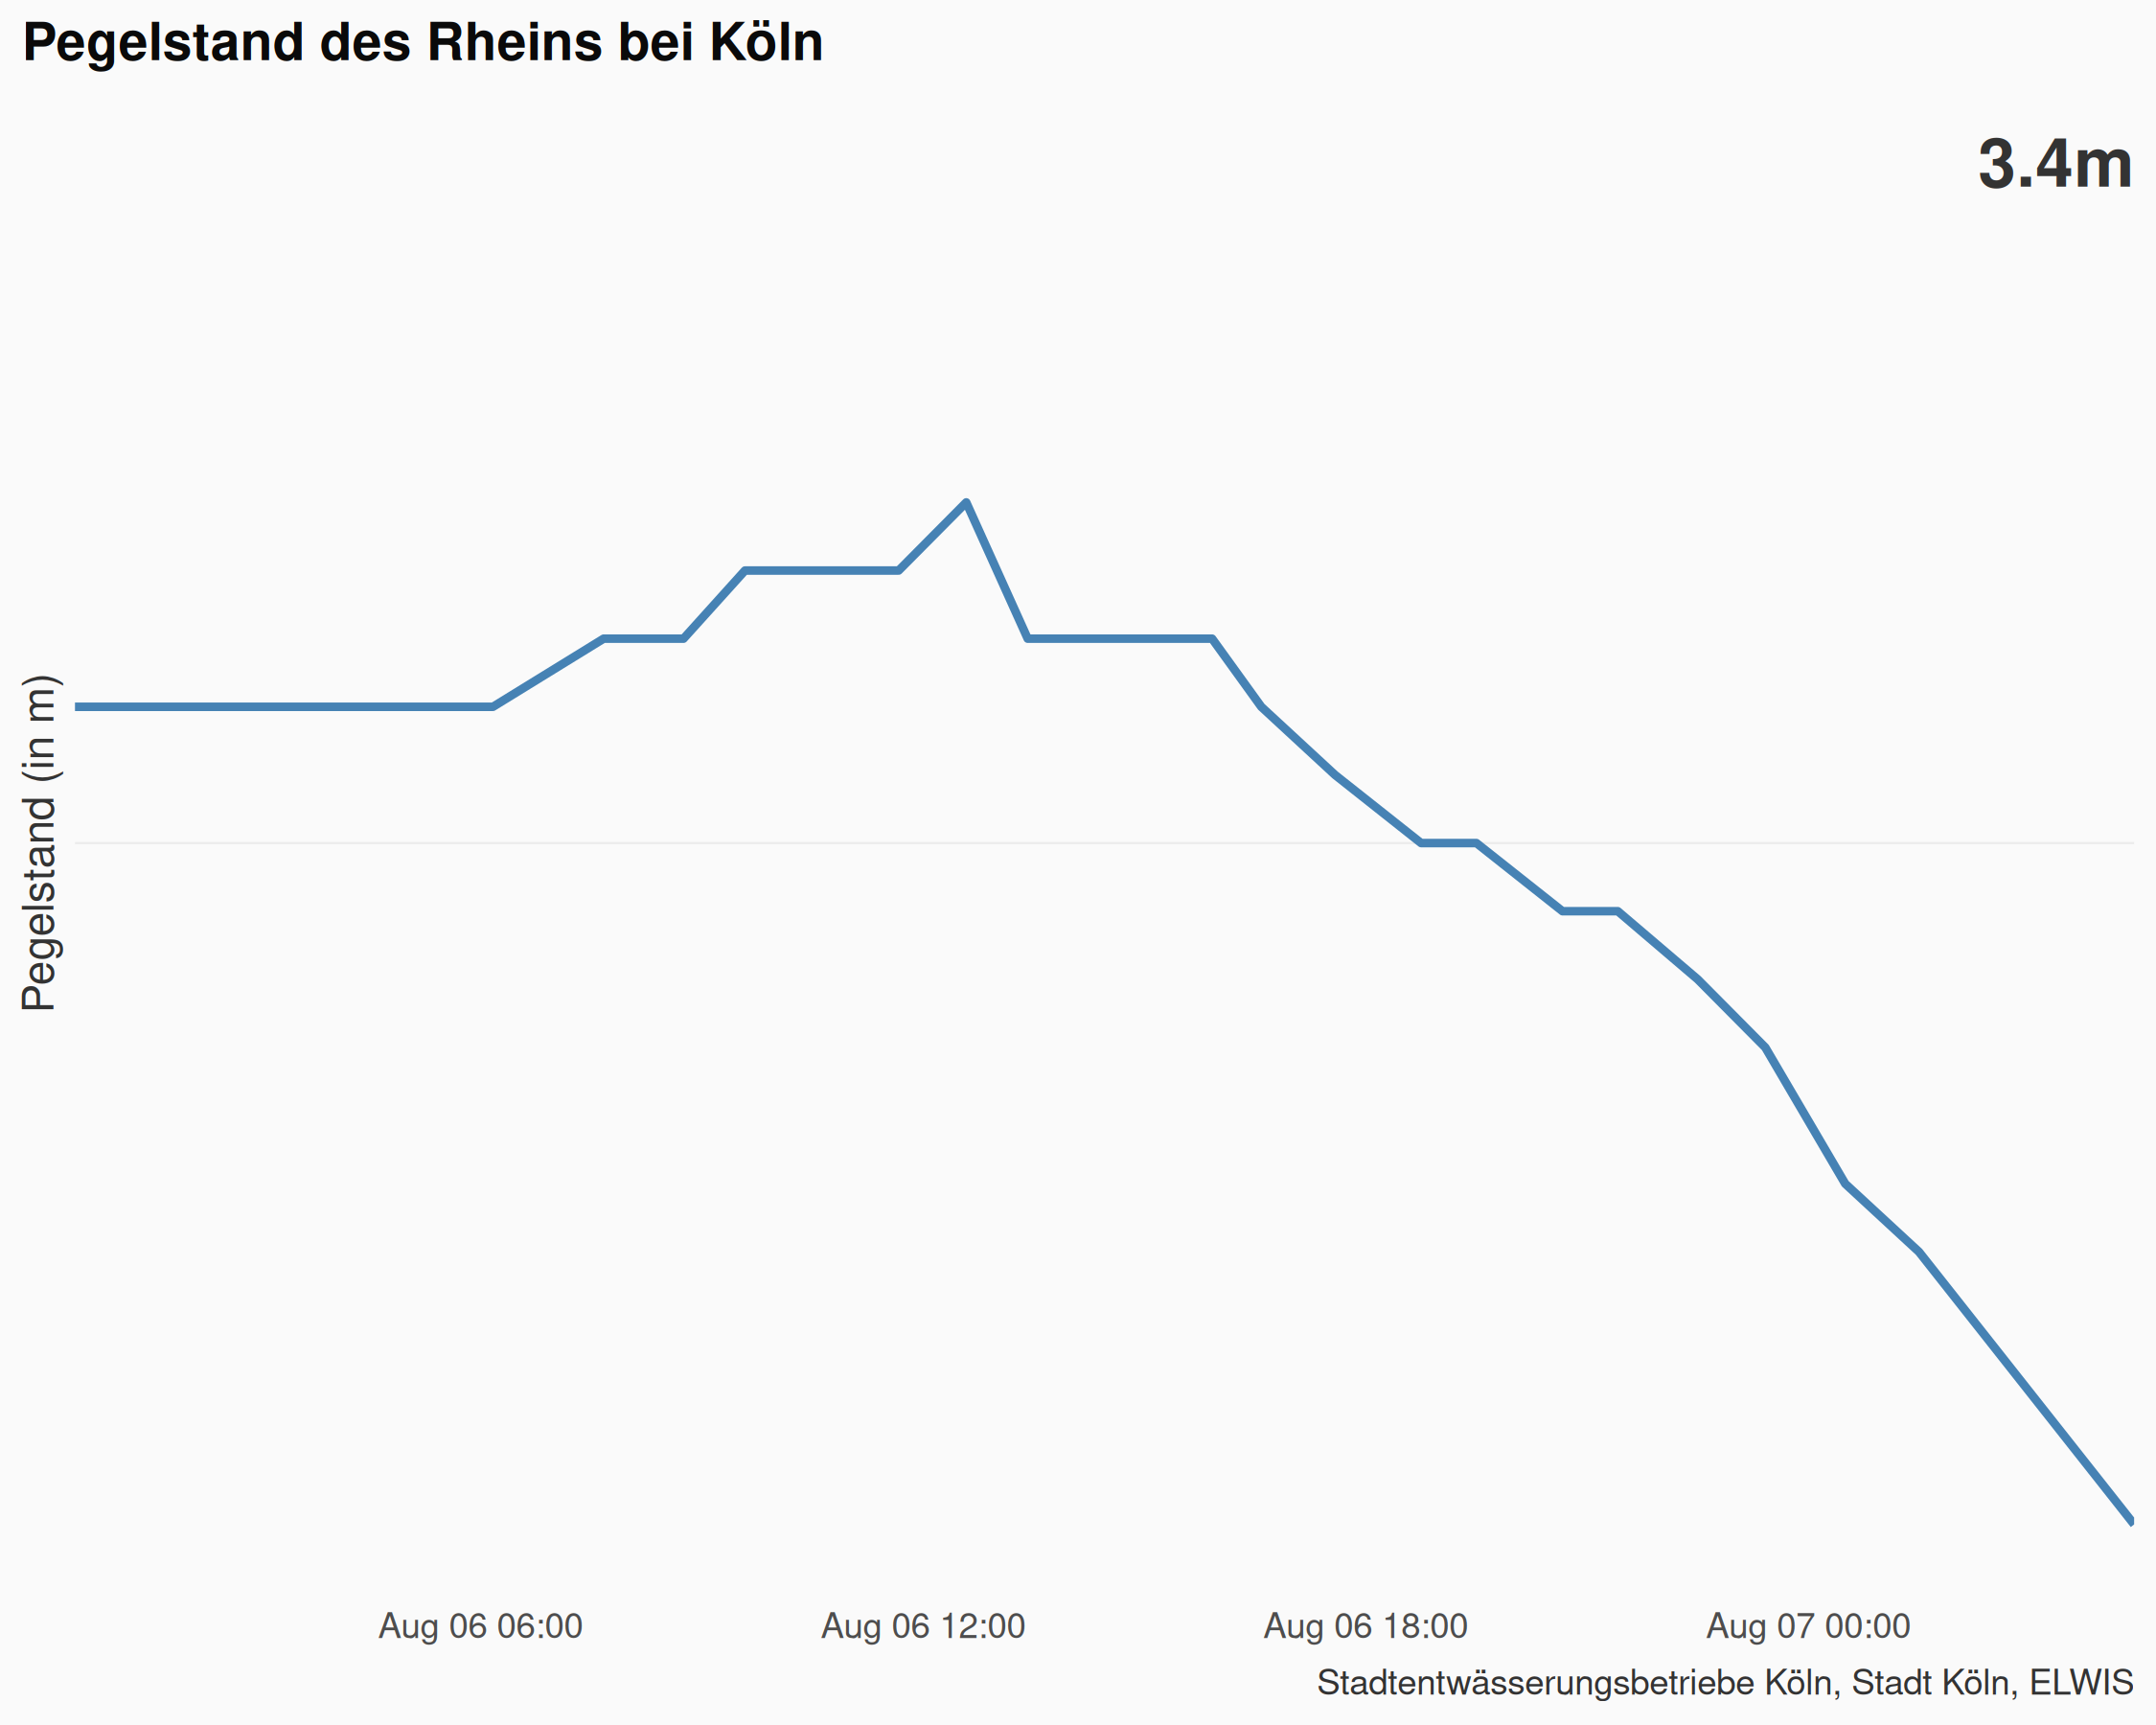 Pegelstand des Rheins bei Köln
3.4m
Pegelstand (in m)
Aug 06 06:00
Aug 06 12:00
Aug 06 18:00
Aug 07 00:00
Stadtentwässerungsbetriebe Köln, Stadt Köln, ELWIS